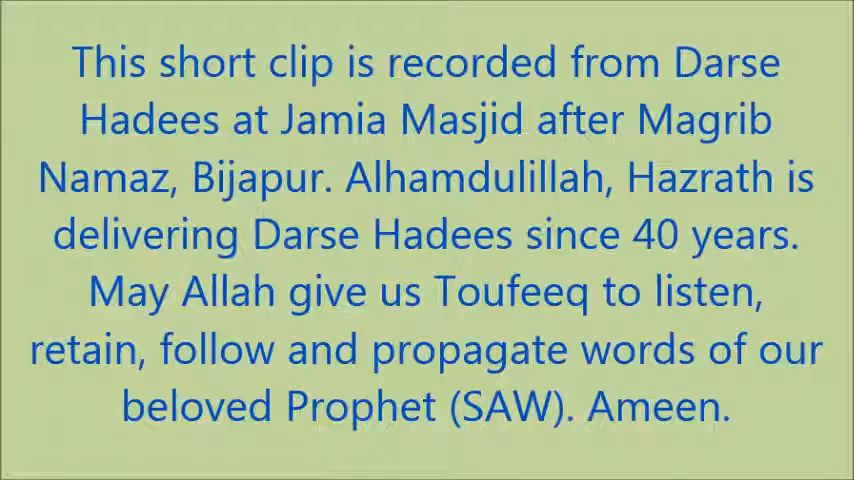 This short clip is recorded from Darse
Hadees at Jamia Masjid after Magrib
Namaz, Bijapur. Alhamdulillah, Hazrath is
delivering Darse Hadees since 40 years.
May Allah give us Toufeeq to listen,
retain, follow and propagate words of our
beloved Prophet (SAW). Ameen.